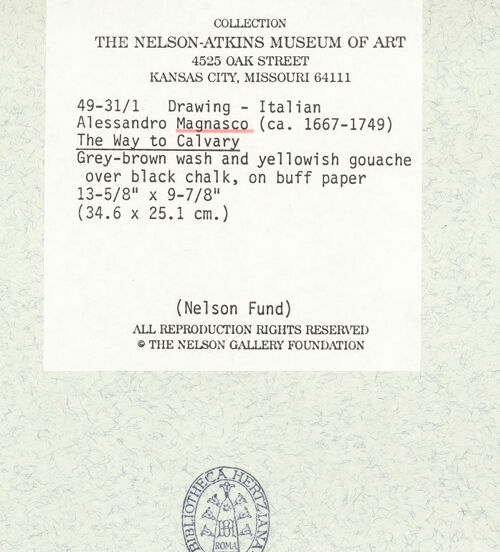 COLLECTION
THE NELSON-ATKINS MUSEUM OF ART
4525 OAK STREET
KANSAS CITY, MISSOURI 64111
49-31/1 Drawing - Italian
Alessandro Magnasco (ca. 1667-1749)
The Way to Calvary
Grey-brown wash and yellowish gouache
over black chalk, on buff paper
13-5/8" x 9-7/8"
(34.6 x 25.1 cm.)
(Nelson Fund)
ALL REPRODUCTION RIGHTS RESERVED
© THE NELSON GALLERY FOUNDATION
BIBLIOTHECA HERTZIANA
BH
ROMA